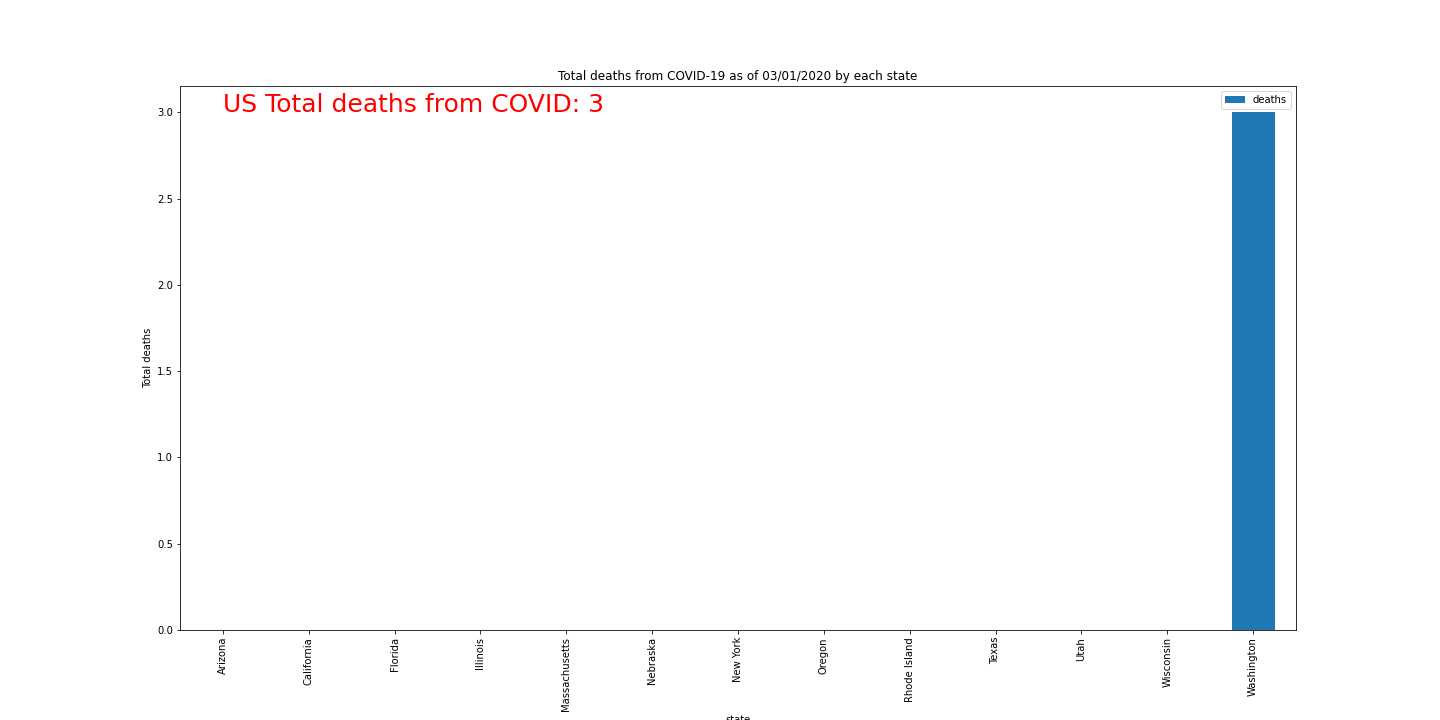 Total deaths from COVID-19 as of 03/01/2020 by each state
US Total deaths from COVID: 3
deaths
3.0
2.5
2.0
1.5
1.0
0.5
0.0
Total deaths
Arizona
California
Florida
Illinois
Massachusetts
Nebraska
New York
Oregon
Rhode Island
Texas
Utah
Wisconsin
Washington
state